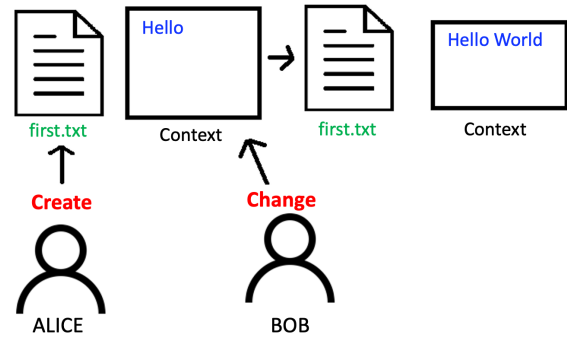 Hello
Hello World
first.txt
Context
first.txt
Context
Create
Change
ALICE
BOB